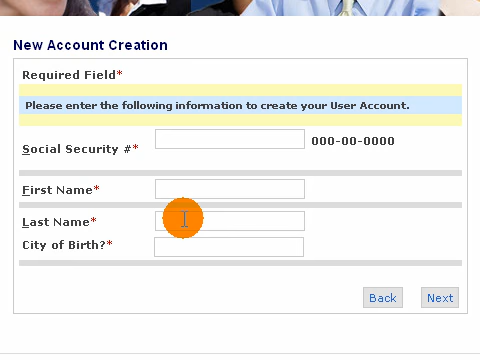 New Account Creation
Required Field*
Please enter the following information to create your User Account.
Social Security #* 000-00-0000
First Name*
Last Name*
City of Birth?*
Back Next